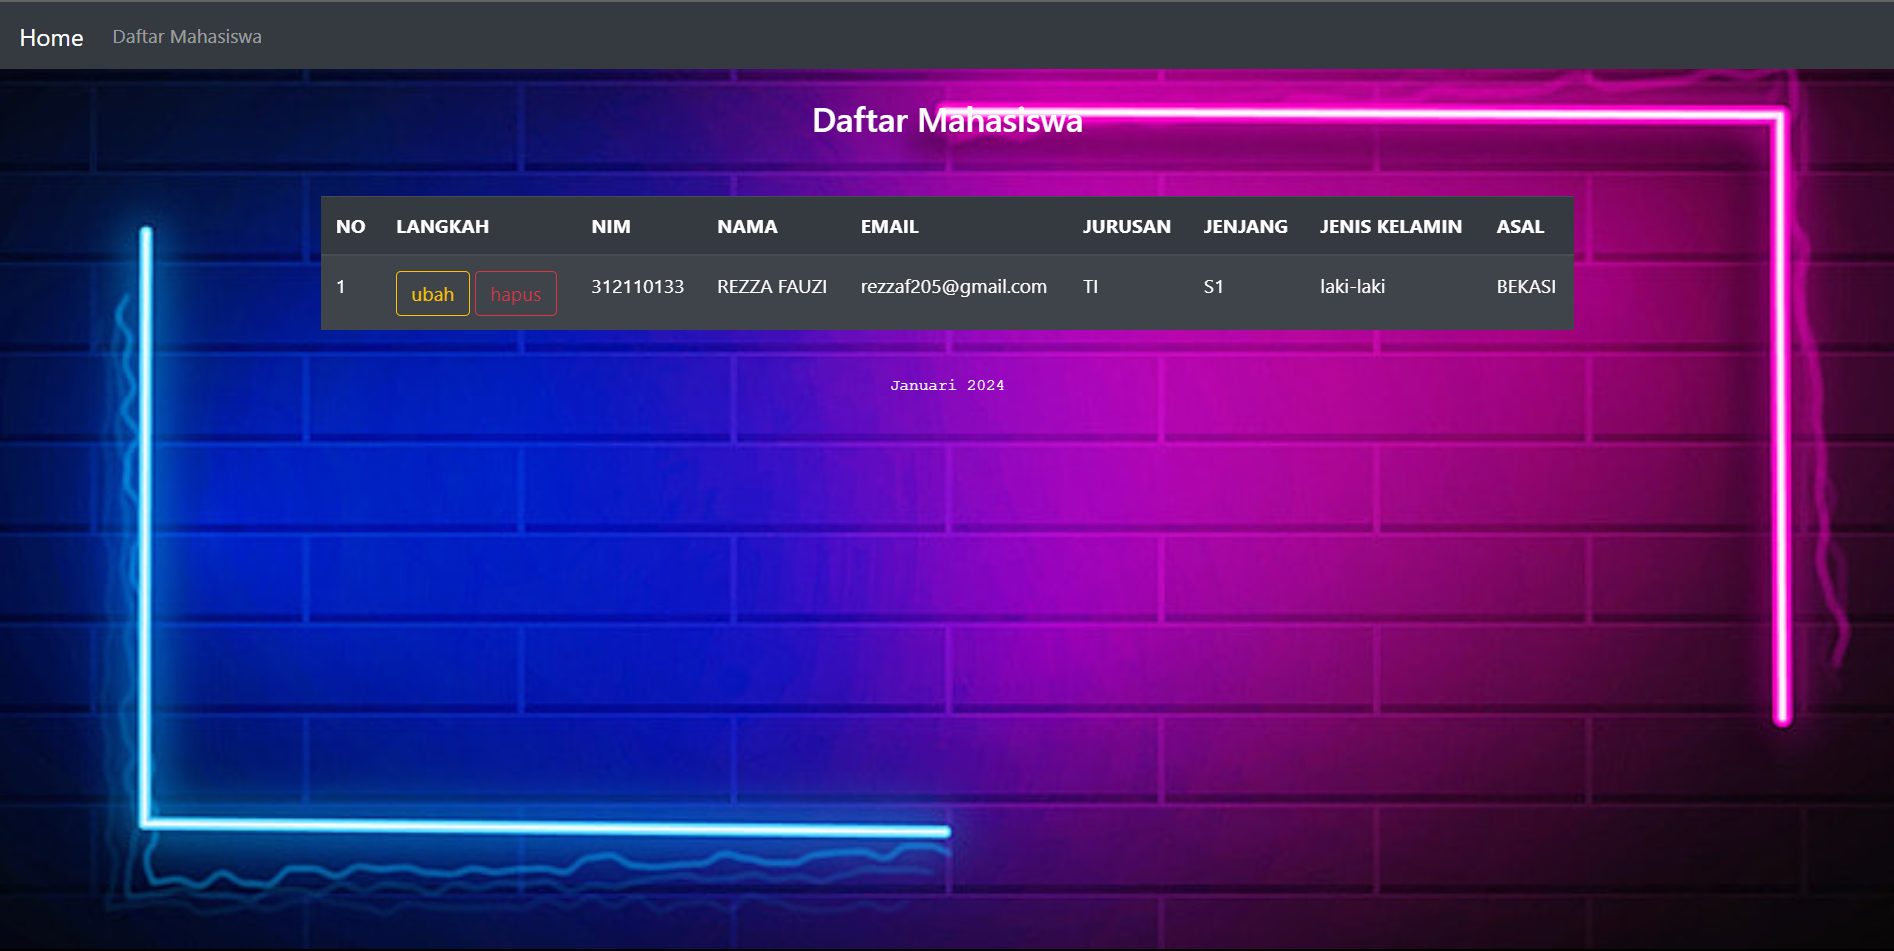 Home Daftar Mahasiswa
Daftar Mahasiswa
NO LANGKAH NIM NAMA EMAIL JURUSAN JENJANG JENIS KELAMIN ASAL
1 ubah hapus 312110133 REZZA FAUZI rezzaf205@gmail.com TI S1 laki-laki BEKASI
Januari 2024